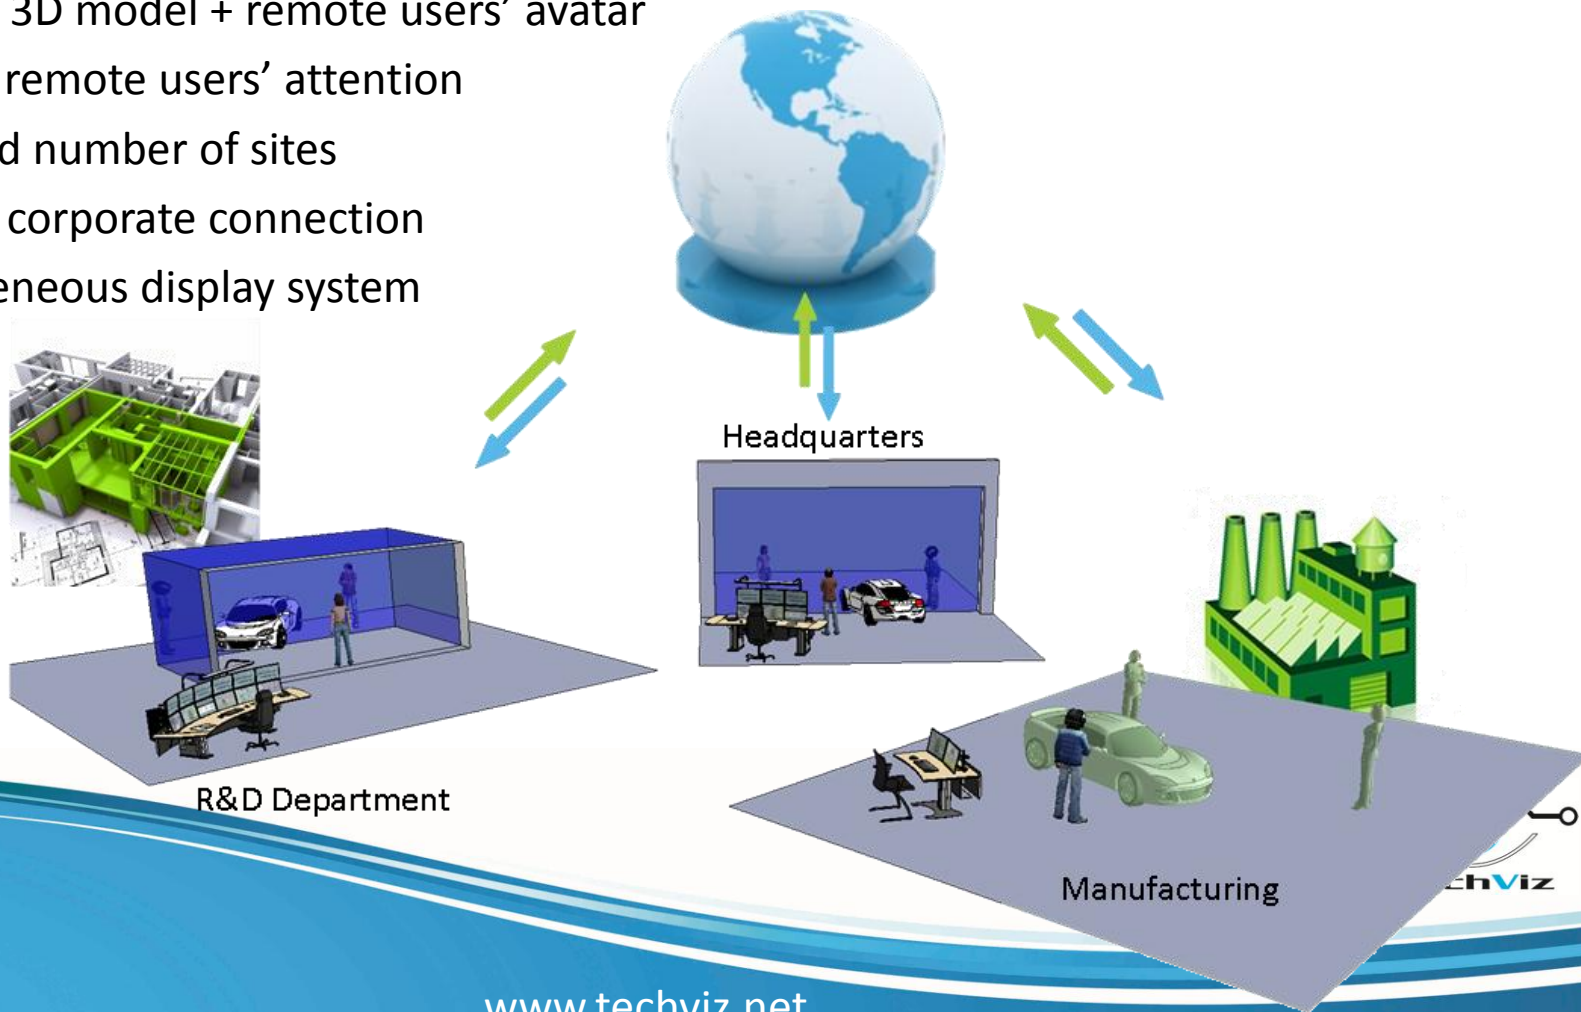 3D model + remote users’ avatar
remote users’ attention
number of sites
corporate connection
display system
Headquarters
R&D Department
Manufacturing
chViz
www.techviz.net